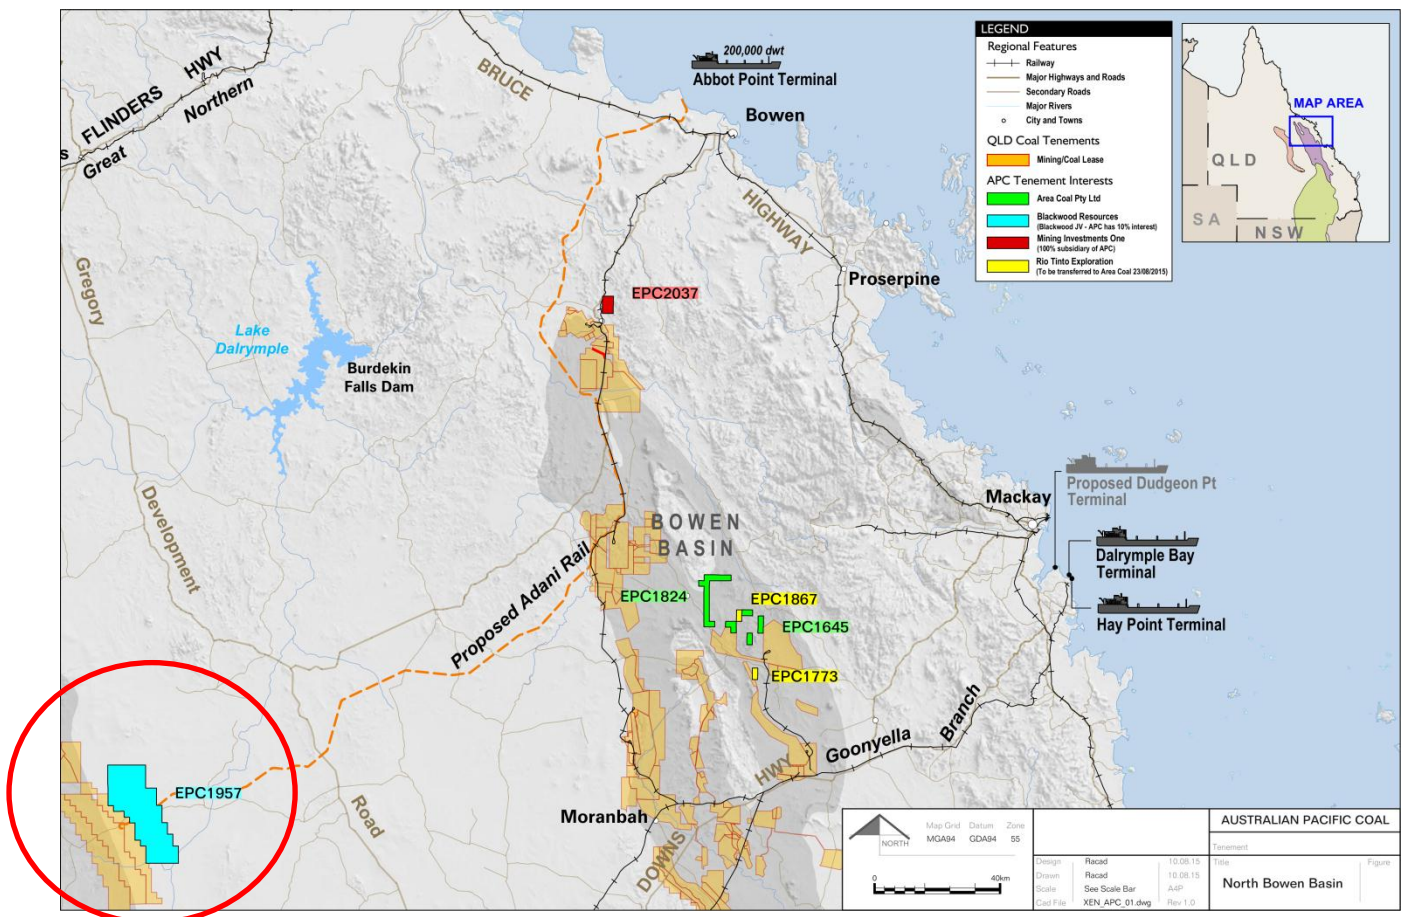 FLINDERS HWY
Great Northern
s
BRUCE
HIGHWAY
200,000 dwt
Abbot Point Terminal
Bowen
Proserpine
Gregory
Development
Road
Lake
Dalrymple
Burdekin
Falls Dam
EPC2037
BOWEN
BASIN
Mackay
Proposed Dudgeon Pt
Terminal
Dalrymple Bay
Terminal
Hay Point Terminal
Proposed Adani Rail
EPC1824
EPC1867
EPC1645
EPC1773
EPC1957
Goonyella Branch
HWY
DOWNS
Moranbah
LEGEND
Regional Features
Railway
Major Highways and Roads
Secondary Roads
Major Rivers
City and Towns
QLD Coal Tenements
Mining/Coal Lease
APC Tenement Interests
Area Coal Pty Ltd
Blackwood Resources
(Blackwood JV - APC has 10% interest)
Mining Investments One
(100% subsidiary of APC)
Rio Tinto Exploration
(To be transferred to Area Coal 23/08/2015)
MAP AREA
QLD
SA
NSW
NORTH
Map Grid Datum Zone
MGA94 GDA94 55
0 40km
Design Racad 10.08.15
Drawn Racad 10.08.15
Scale See Scale Bar A4P
Cad File XEN_APC_01.dwg Rev 1.0
AUSTRALIAN PACIFIC COAL
Tenement
Title Figure
North Bowen Basin